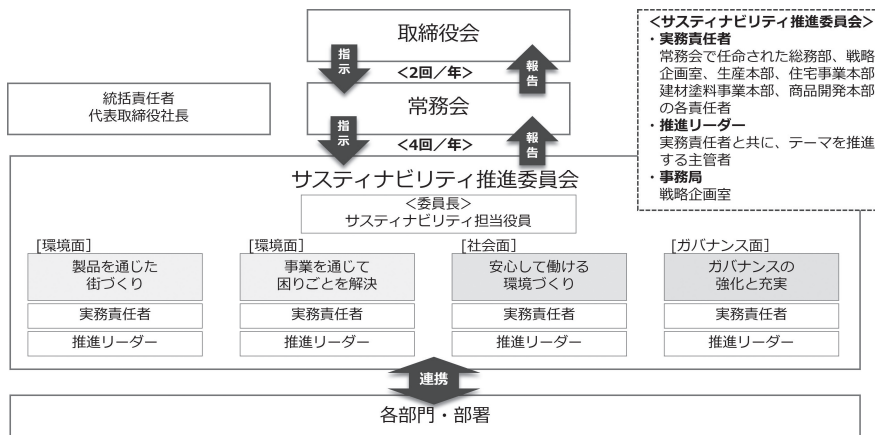 取締役会
指示
<2回／年>
報告
統括責任者
代表取締役社長
常務会
指示
<4回／年>
報告
<サスティナビリティ推進委員会>
・実務責任者
常務会で任命された総務部、戦略
企画室、生産本部、住宅事業本部
建材塗料事業本部、商品開発本部
の各責任者
・推進リーダー
実務責任者と共に、テーマを推進
する主管者
・事務局
戦略企画室
サスティナビリティ推進委員会
<委員長>
サスティナビリティ担当役員
[環境面]
製品を通じた
街づくり
実務責任者
推進リーダー
[環境面]
事業を通じて
困りごとを解決
実務責任者
推進リーダー
[社会面]
安心して働ける
環境づくり
実務責任者
推進リーダー
[ガバナンス面]
ガバナンスの
強化と充実
実務責任者
推進リーダー
連携
各部門・部署